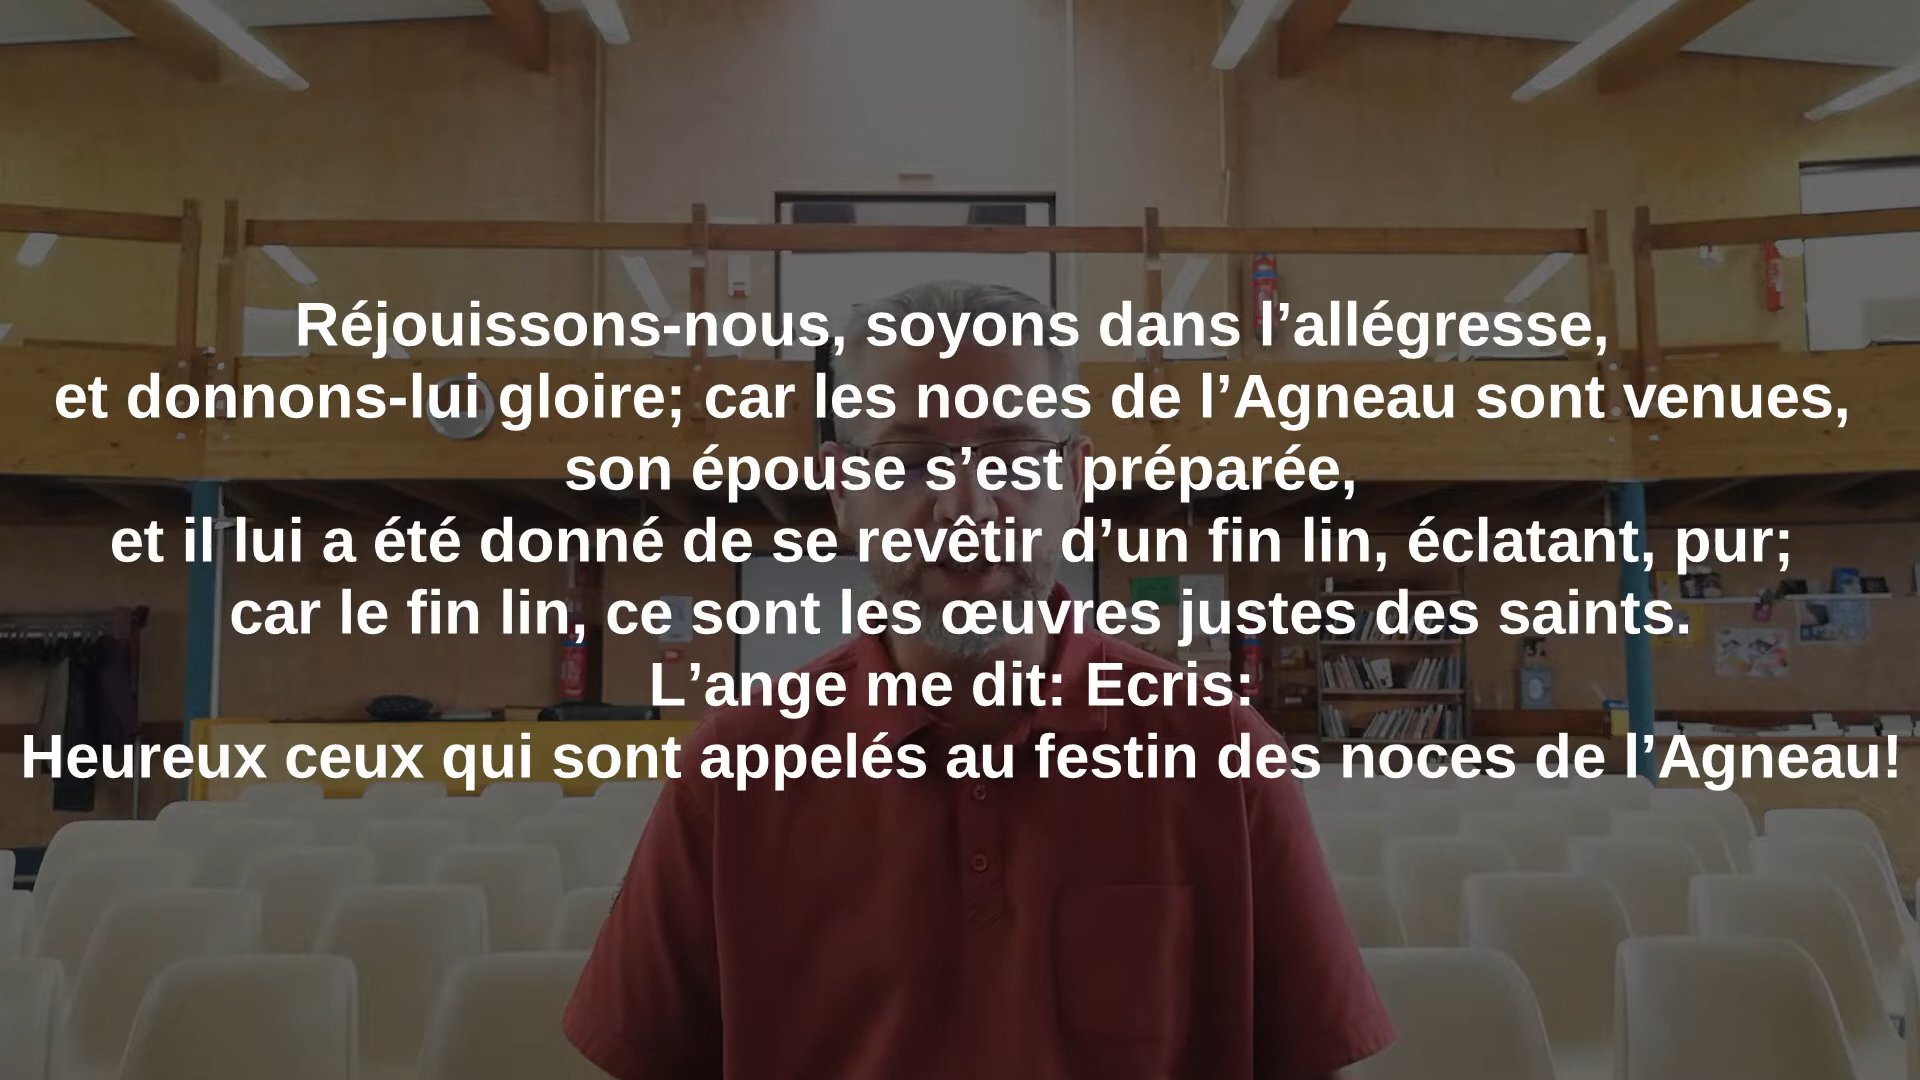 Réjouissons-nous, soyons dans l’allégresse,
et donnons-lui gloire; car les noces de l’Agneau sont venues,
son épouse s’est préparée,
et il lui a été donné de se revêtir d’un fin lin, éclatant, pur;
car le fin lin, ce sont les œuvres justes des saints.
L’ange me dit: Ecris:
Heureux ceux qui sont appelés au festin des noces de l’Agneau!